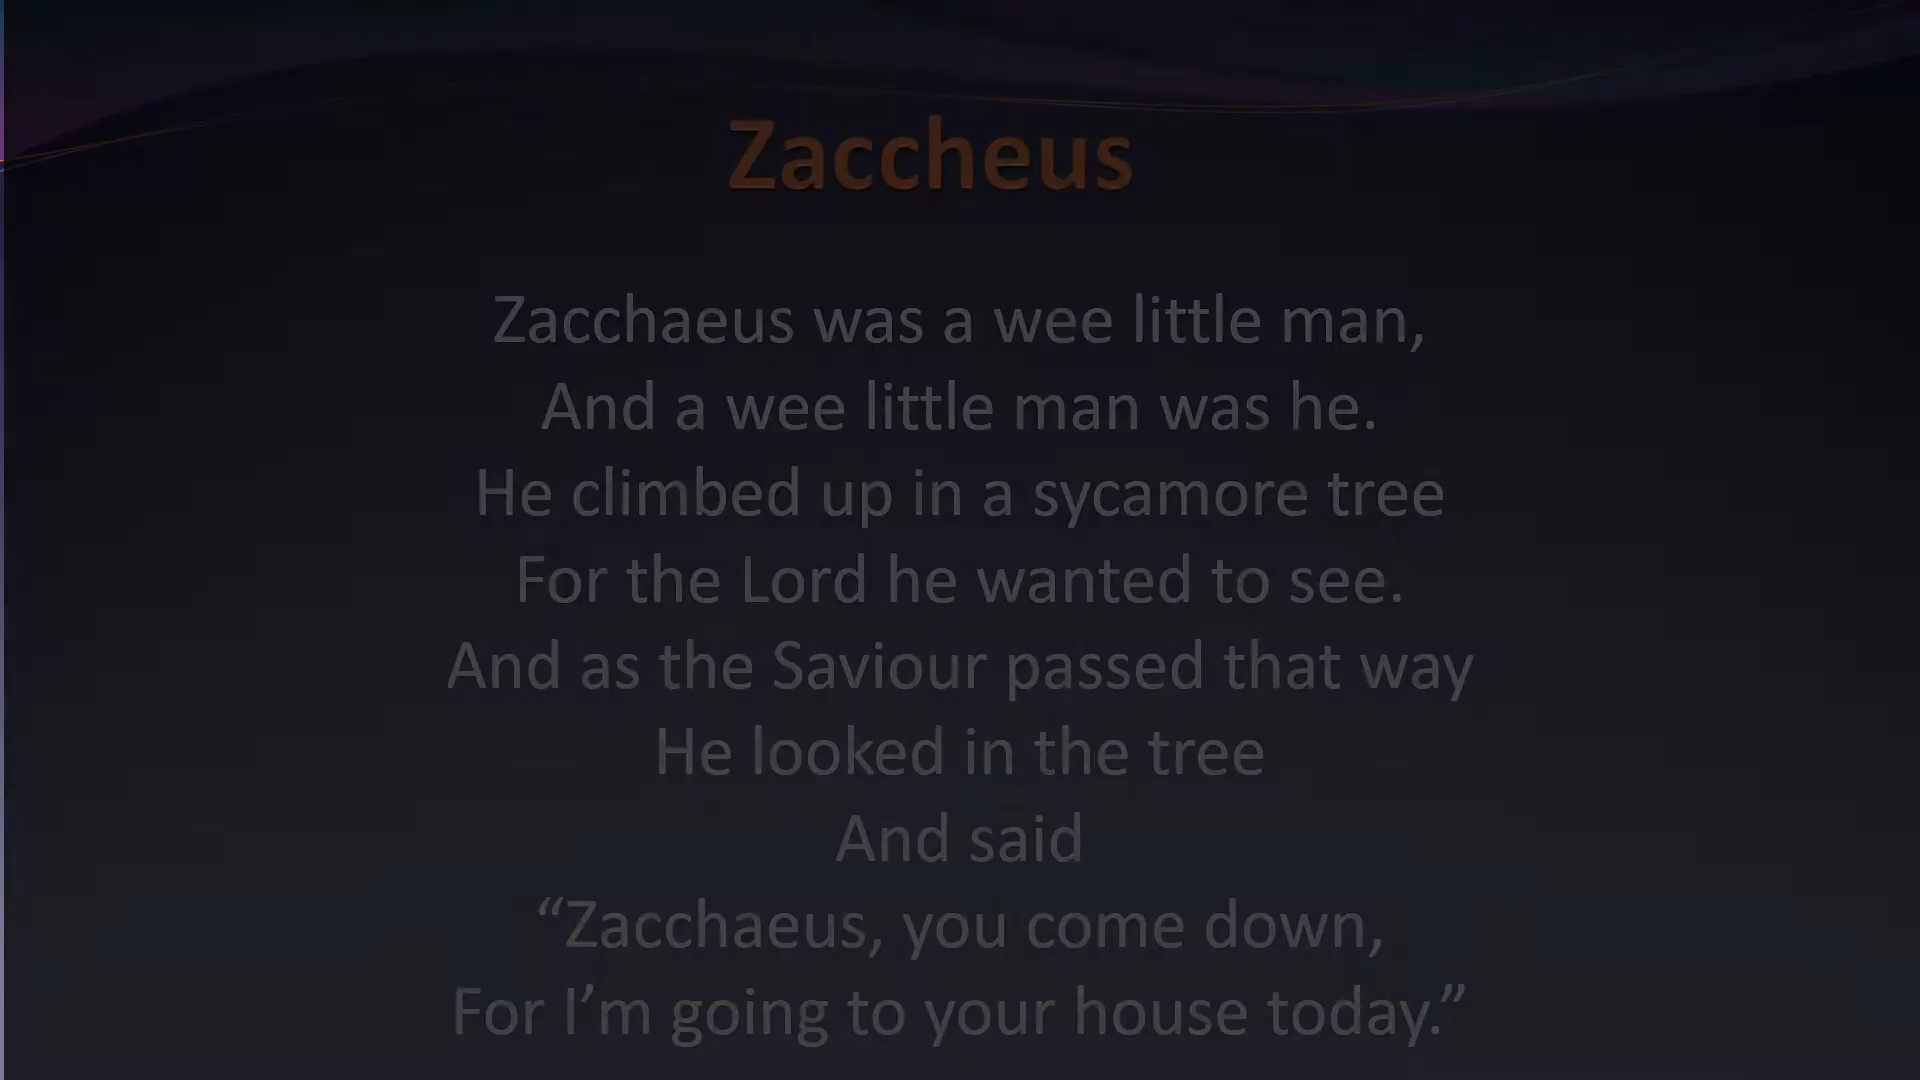 Zaccheus
Zacchaeus was a wee little man,
And a wee little man was he.
He climbed up in a sycamore tree
For the Lord he wanted to see.
And as the Saviour passed that way
He looked in the tree
And said
“Zacchaeus, you come down,
For I’m going to your house today.”